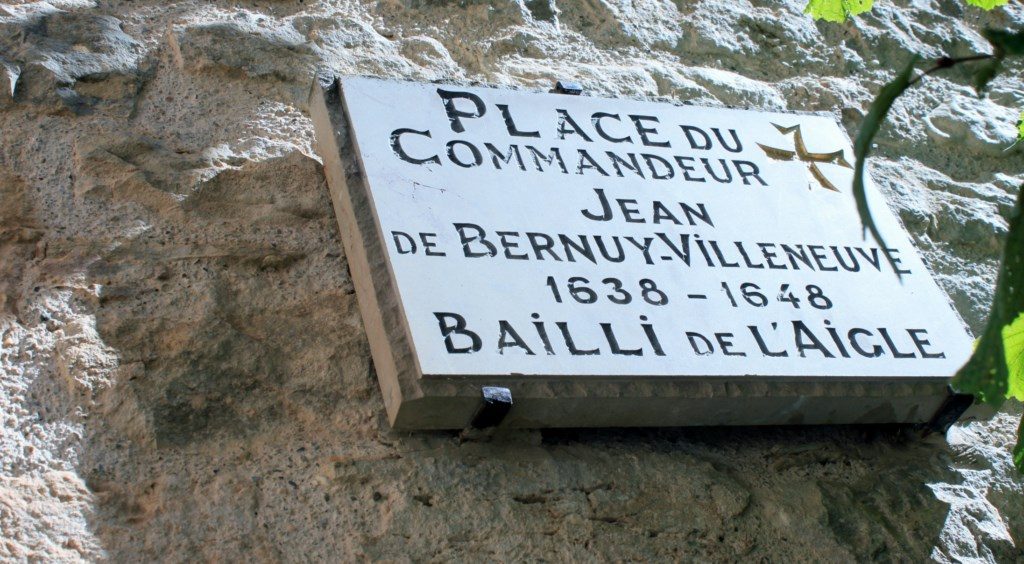 PLACE DU
COMMANDEUR
JEAN
DE BERNUY-VILLENEUVE
1638 - 1648
BAiLLi DE L'AiGLE